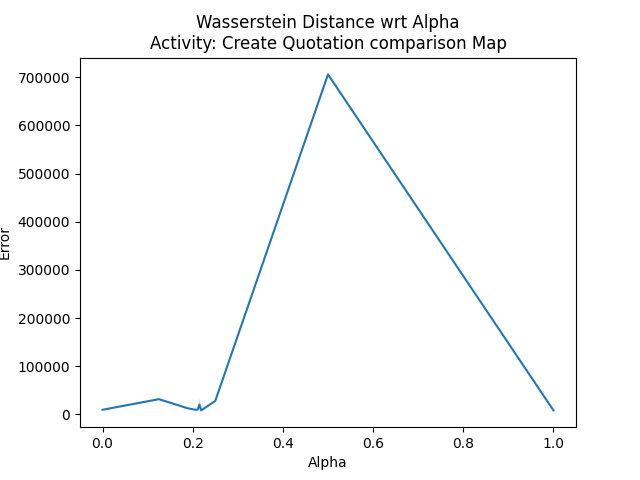 Wasserstein Distance wrt Alpha
Activity: Create Quotation comparison Map
700000
600000
500000
400000
300000
200000
100000
0
Error
0.0 0.2 0.4 0.6 0.8 1.0
Alpha